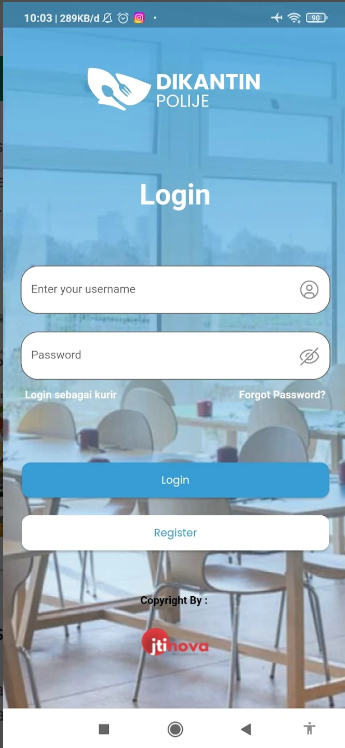 10:03 | 289KB/d
90
DIKANTIN
POLIJE
Login
Enter your username
Password
Login sebagai kurir
Forgot Password?
Login
Register
Copyright By :
jtinova